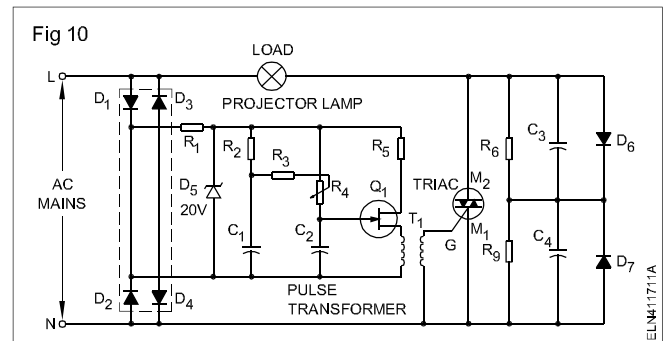 Fig 10
LOAD
L
PROJECTOR LAMP
D1
D3
R1
R2
R3
R4
R5
Q1
TRIAC
M2
M1
G
T1
R6
C3
D6
AC
MAINS
D5
20V
C1
C2
R9
C4
D7
D2
D4
PULSE
TRANSFORMER
N
ELN411711A